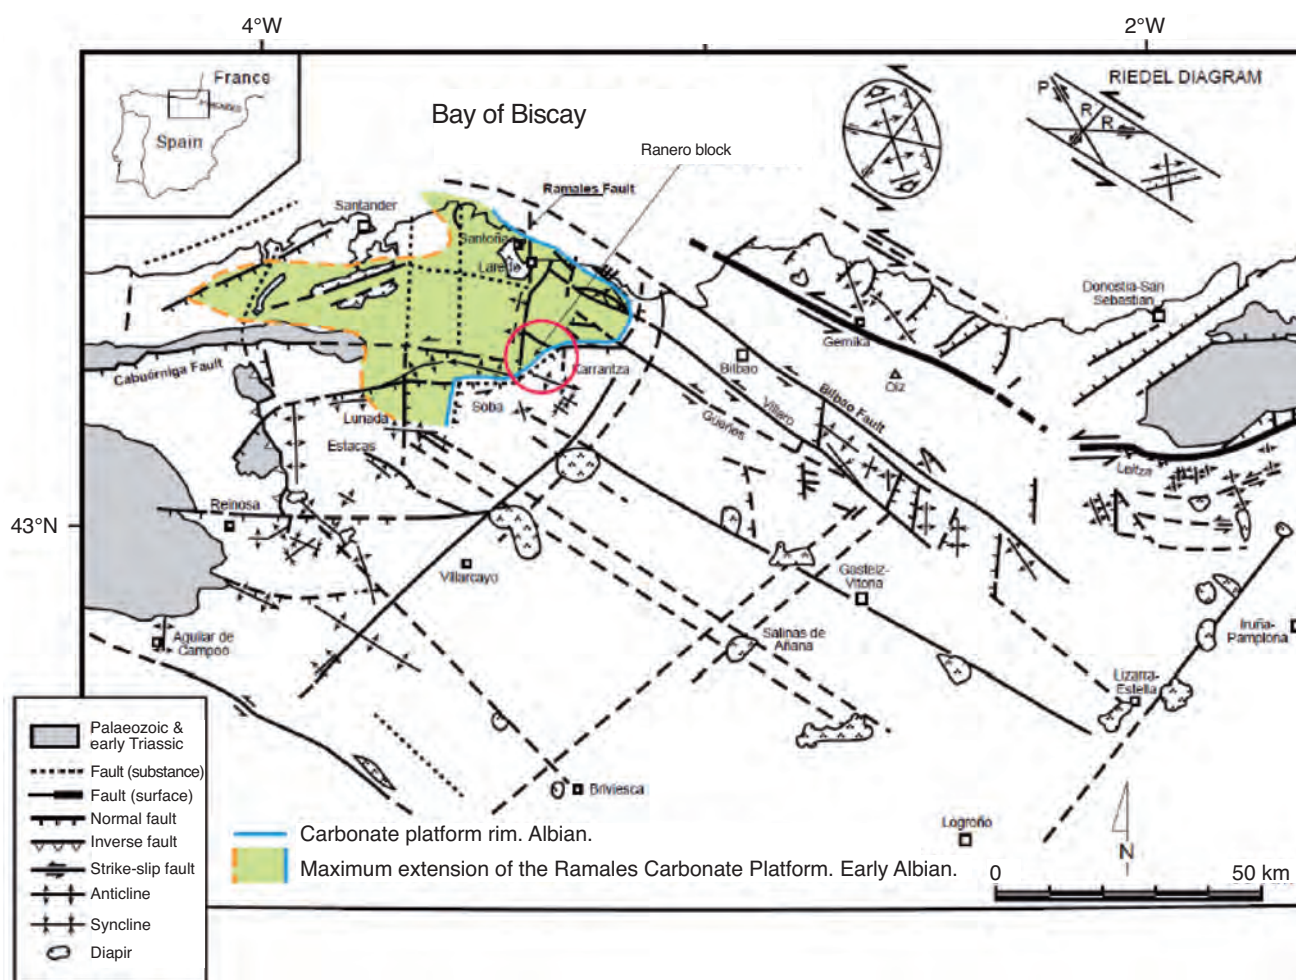 4°W
2°W
France
PYRENEES
Spain
Bay of Biscay
RIEDEL DIAGRAM
P
R
R
Ranero block
Ramales Fault
Santander
Santoña
Laredo
Donostia-San
Sebastian
Gernika
Cabuérniga Fault
Karrantza
Bilbao
Oiz
Bilbao Fault
Villaro
Güeñes
Lunada
Soba
Estacas
Leitza
Reinosa
43°N
Villarcayo
Gasteiz-
Vitoria
Salinas de
Añana
Iruña-
Pamplona
Aguilar de
Campoo
Lizarra-
Estella
Briviesca
Logroño
N
0
50 km
Palaeozoic &
early Triassic
Fault (substance)
Fault (surface)
Normal fault
Inverse fault
Strike-slip fault
Anticline
Syncline
Diapir
Carbonate platform rim. Albian.
Maximum extension of the Ramales Carbonate Platform. Early Albian.